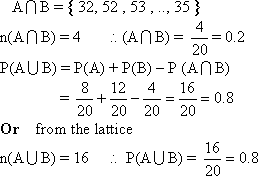 A∩B = { 32, 52 , 53 , .., 35 }
n(A∩B) = 4 ∴ (A∩B) = 4/20 = 0.2
P(A∪B) = P(A) + P(B) – P (A∩B)
= 8/20 + 12/20 – 4/20 = 16/20 = 0.8
Or from the lattice
n(A∪B) = 16 ∴ P(A∪B) = 16/20 = 0.8